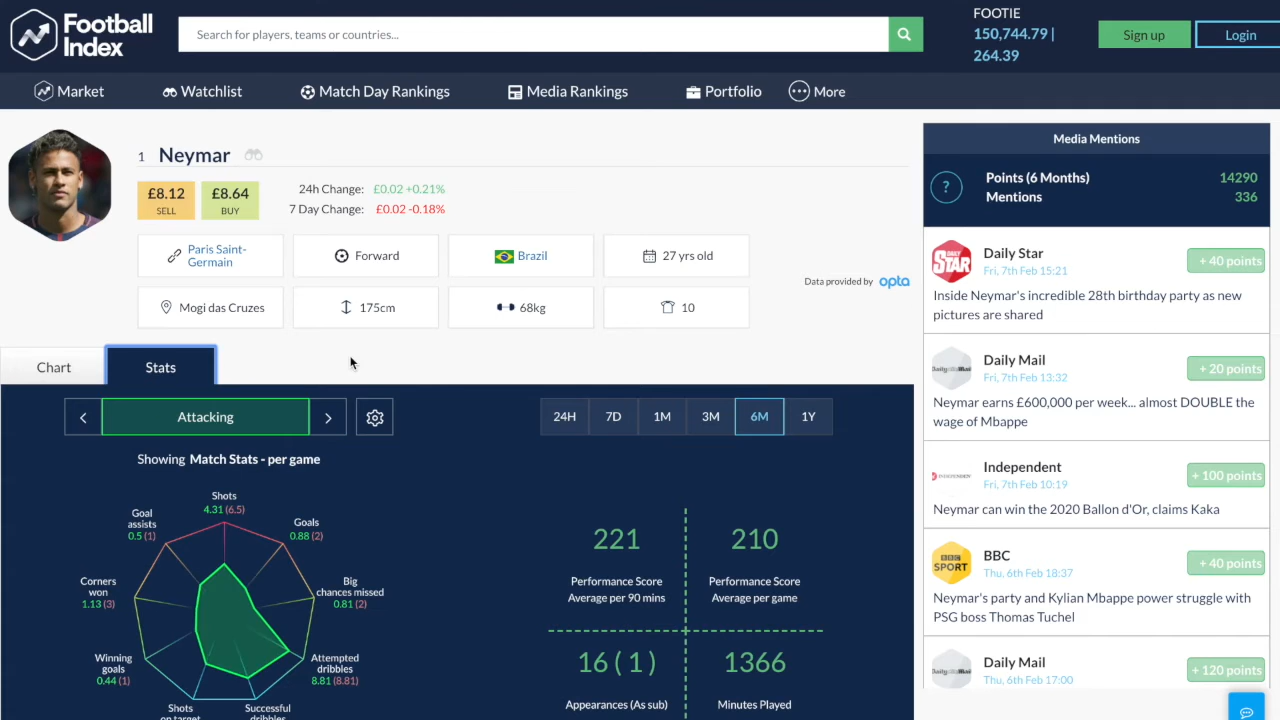 Football
Index
Search for players, teams or countries...
FOOTIE
150,744.79 |
264.39
Sign up
Login
Market
Watchlist
Match Day Rankings
Media Rankings
Portfolio
More
1 Neymar
£8.12
SELL
£8.64
BUY
24h Change: £0.02 +0.21%
7 Day Change: £0.02 -0.18%
Paris Saint-
Germain
Forward
Brazil
27 yrs old
Mogi das Cruzes
175cm
68kg
10
Data provided by opta
Chart
Stats
Attacking
24H
7D
1M
3M
6M
1Y
Showing Match Stats - per game
Shots
4.31 (6.5)
Goals
0.88 (2)
Big
chances missed
0.81 (2)
Attempted
dribbles
8.81 (8.81)
Successful
dribbles
Shots
on target
Winning
goals
0.44 (1)
Corners
won
1.13 (3)
Goal
assists
0.5 (1)
221
Performance Score
Average per 90 mins
210
Performance Score
Average per game
16 ( 1 )
Appearances (As sub)
1366
Minutes Played
Media Mentions
?
Points (6 Months) 14290
Mentions 336
Daily Star
Fri, 7th Feb 15:21
+ 40 points
Inside Neymar's incredible 28th birthday party as new
pictures are shared
Daily Mail
Fri, 7th Feb 13:32
+ 20 points
Neymar earns £600,000 per week... almost DOUBLE the
wage of Mbappe
Independent
Fri, 7th Feb 10:19
+ 100 points
Neymar can win the 2020 Ballon d'Or, claims Kaka
BBC
SPORT
BBC
Thu, 6th Feb 18:37
+ 40 points
Neymar's party and Kylian Mbappe power struggle with
PSG boss Thomas Tuchel
Daily Mail
Thu, 6th Feb 17:00
+ 120 points